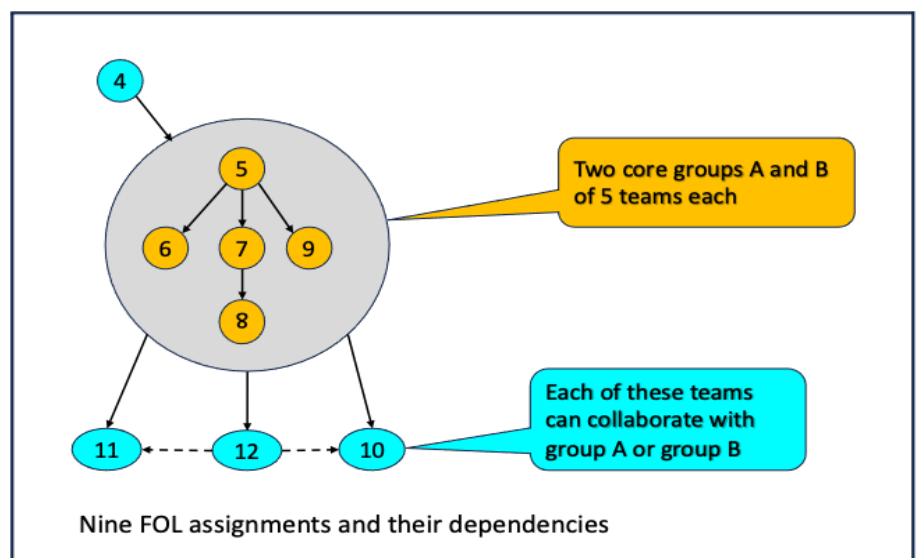 4
5
Two core groups A and B
of 5 teams each
6
7
9
8
Each of these teams
can collaborate with
group A or group B
11
12
10
Nine FOL assignments and their dependencies